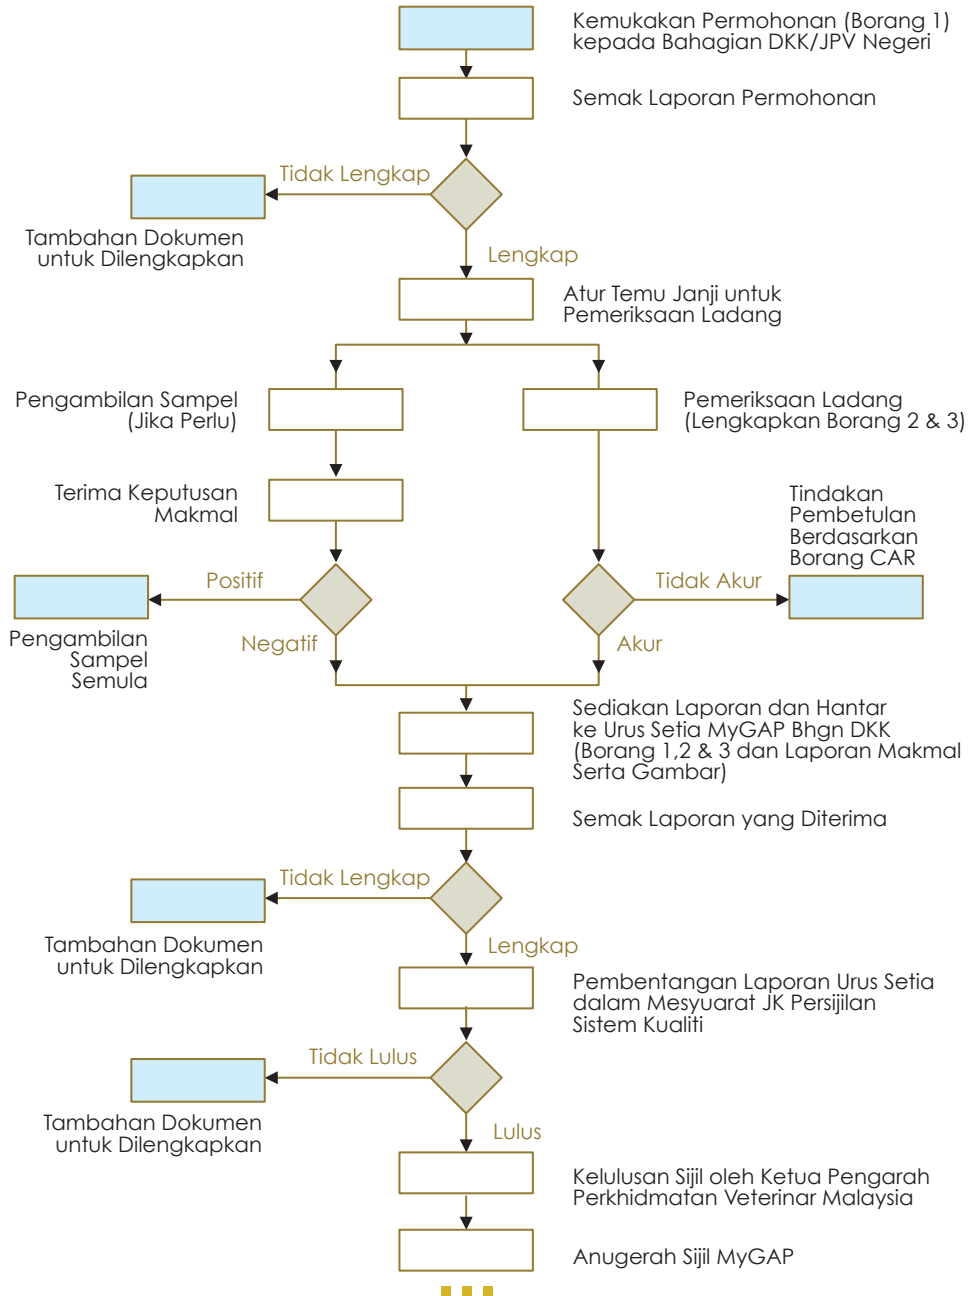 Kemukakan Permohonan (Borang 1)
kepada Bahagian DKK/JPV Negeri
Semak Laporan Permohonan
Tidak Lengkap
Tambahan Dokumen
untuk Dilengkapkan
Lengkap
Atur Temu Janji untuk
Pemeriksaan Ladang
Pengambilan Sampel
(Jika Perlu)
Pemeriksaan Ladang
(Lengkapkan Borang 2 & 3)
Terima Keputusan
Makmal
Tindakan
Pembetulan
Berdasarkan
Borang CAR
Positif
Tidak Akur
Pengambilan
Sampel
Semula
Negatif
Akur
Sediakan Laporan dan Hantar
ke Urus Setia MyGAP Bhgn DKK
(Borang 1,2 & 3 dan Laporan Makmal
Serta Gambar)
Semak Laporan yang Diterima
Tidak Lengkap
Tambahan Dokumen
untuk Dilengkapkan
Lengkap
Pembentangan Laporan Urus Setia
dalam Mesyuarat JK Persijilan
Sistem Kualiti
Tidak Lulus
Tambahan Dokumen
untuk Dilengkapkan
Lulus
Kelulusan Sijil oleh Ketua Pengarah
Perkhidmatan Veterinar Malaysia
Anugerah Sijil MyGAP